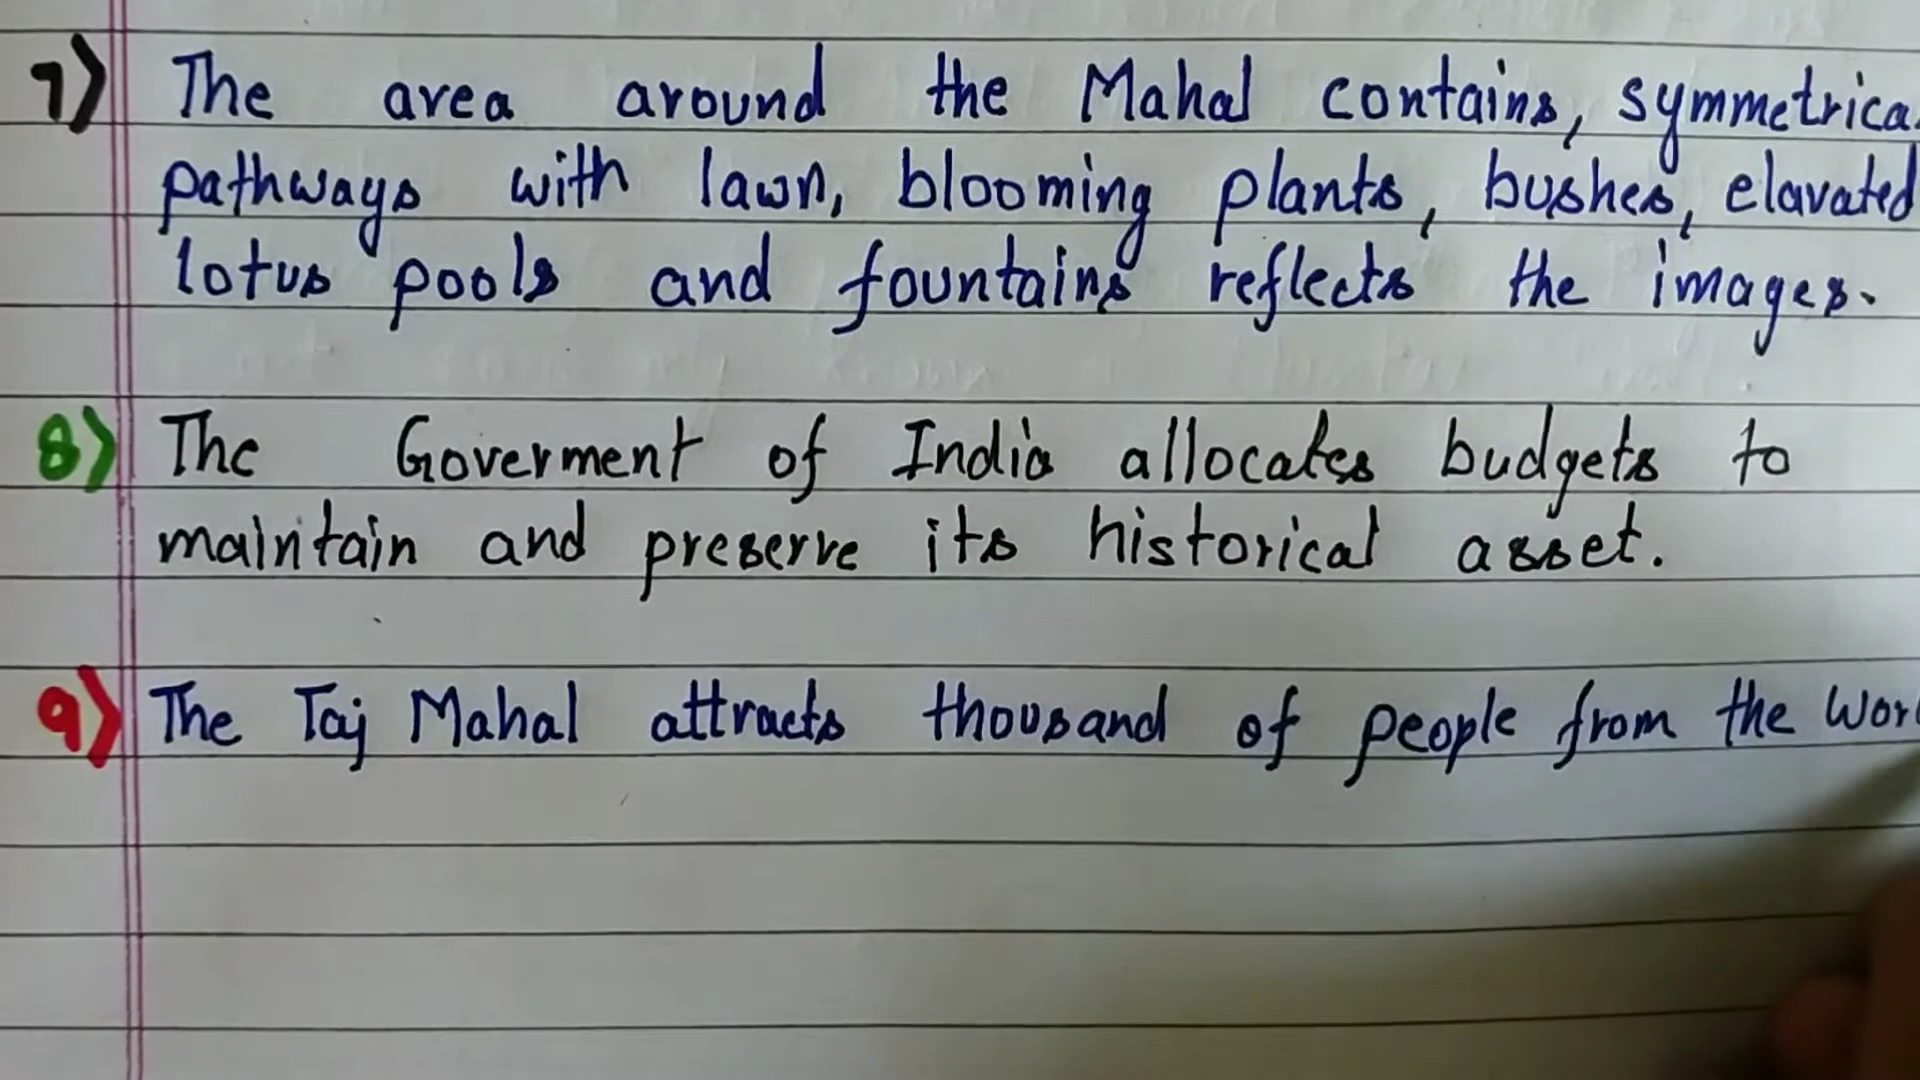 7) The area around the Mahal contains, symmetrica
pathways with lawn, blooming plants, bushes, elavated
lotus pools and fountains reflects the images.
8) The Goverment of India allocates budgets to
maintain and preserve its historical asset.
9) The Taj Mahal attracts thousand of people from the